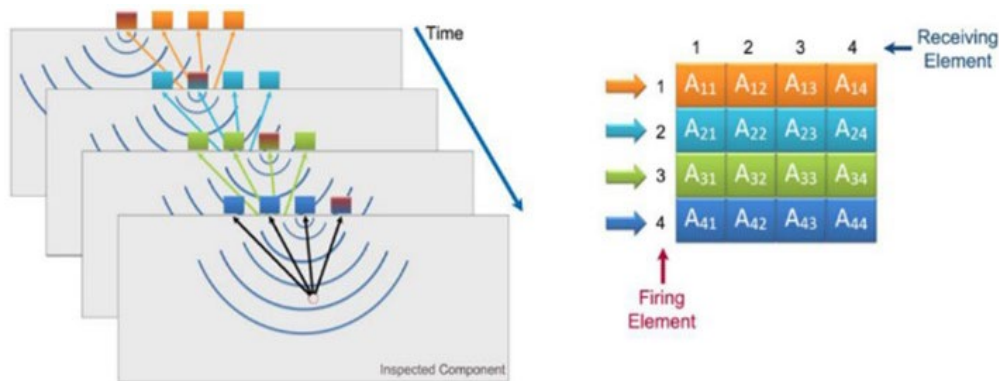 Time
Inspected Component
1 2 3 4
Receiving
Element
1 A₁₁ A₁₂ A₁₃ A₁₄
2 A₂₁ A₂₂ A₂₃ A₂₄
3 A₃₁ A₃₂ A₃₃ A₃₄
4 A₄₁ A₄₂ A₄₃ A₄₄
Firing
Element